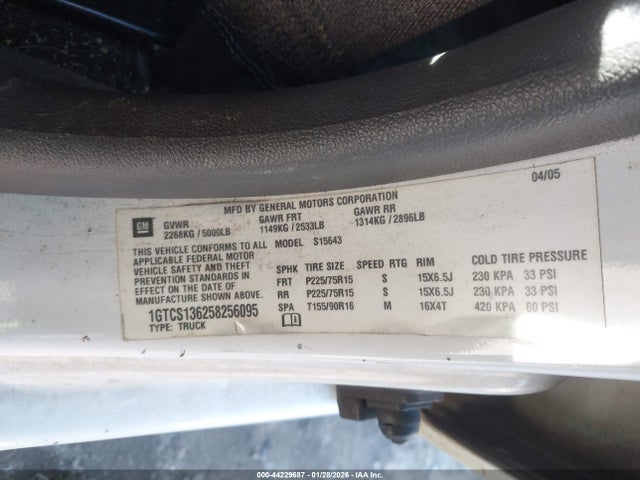 04/05
MFD BY GENERAL MOTORS CORPORATION
GM GVWR GAWR FRT GAWR RR
2268KG / 5000LB 1149KG / 2533LB 1314KG / 2896LB
THIS VEHICLE CONFORMS TO ALL MODEL S15643
APPLICABLE FEDERAL MOTOR
VEHICLE SAFETY AND THEFT
PREVENTION STANDARDS IN
EFFECT ON THE DATE OF
MANUFACTURE SHOWN ABOVE.
1GTCS136258256095
TYPE: TRUCK
SPHK TIRE SIZE SPEED RTG RIM COLD TIRE PRESSURE
FRT P225/75R15 S 15X6.5J 230 KPA 33 PSI
RR P225/75R15 S 15X6.5J 230 KPA 33 PSI
SPA T155/90R16 M 16X4T 420 KPA 60 PSI
000-44229687 | 01/28/2026 | IAA Chicago-South